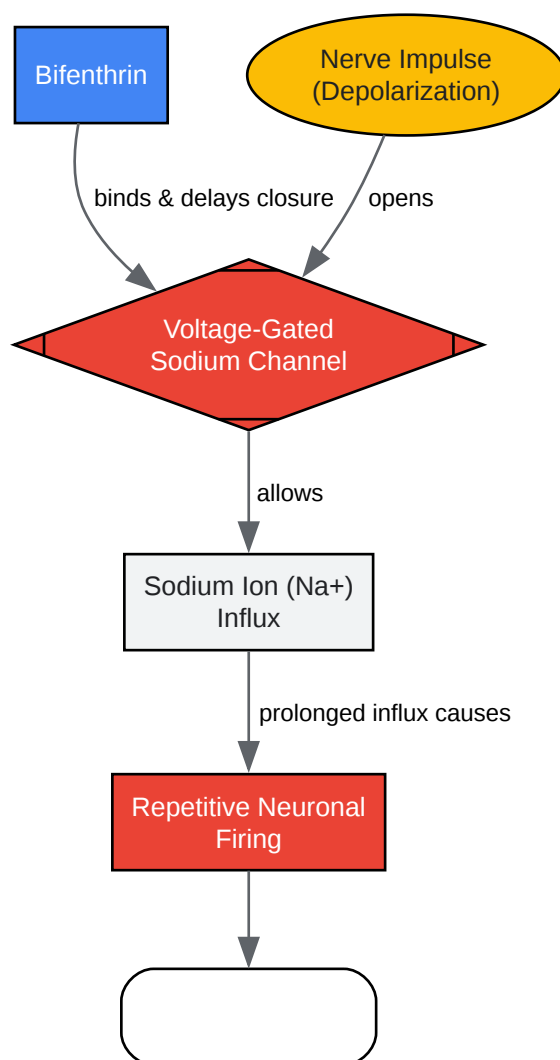 Bifenthrin
Nerve Impulse
(Depolarization)
binds & delays closure
opens
Voltage-Gated
Sodium Channel
allows
Sodium Ion (Na+)
Influx
prolonged influx causes
Repetitive Neuronal
Firing